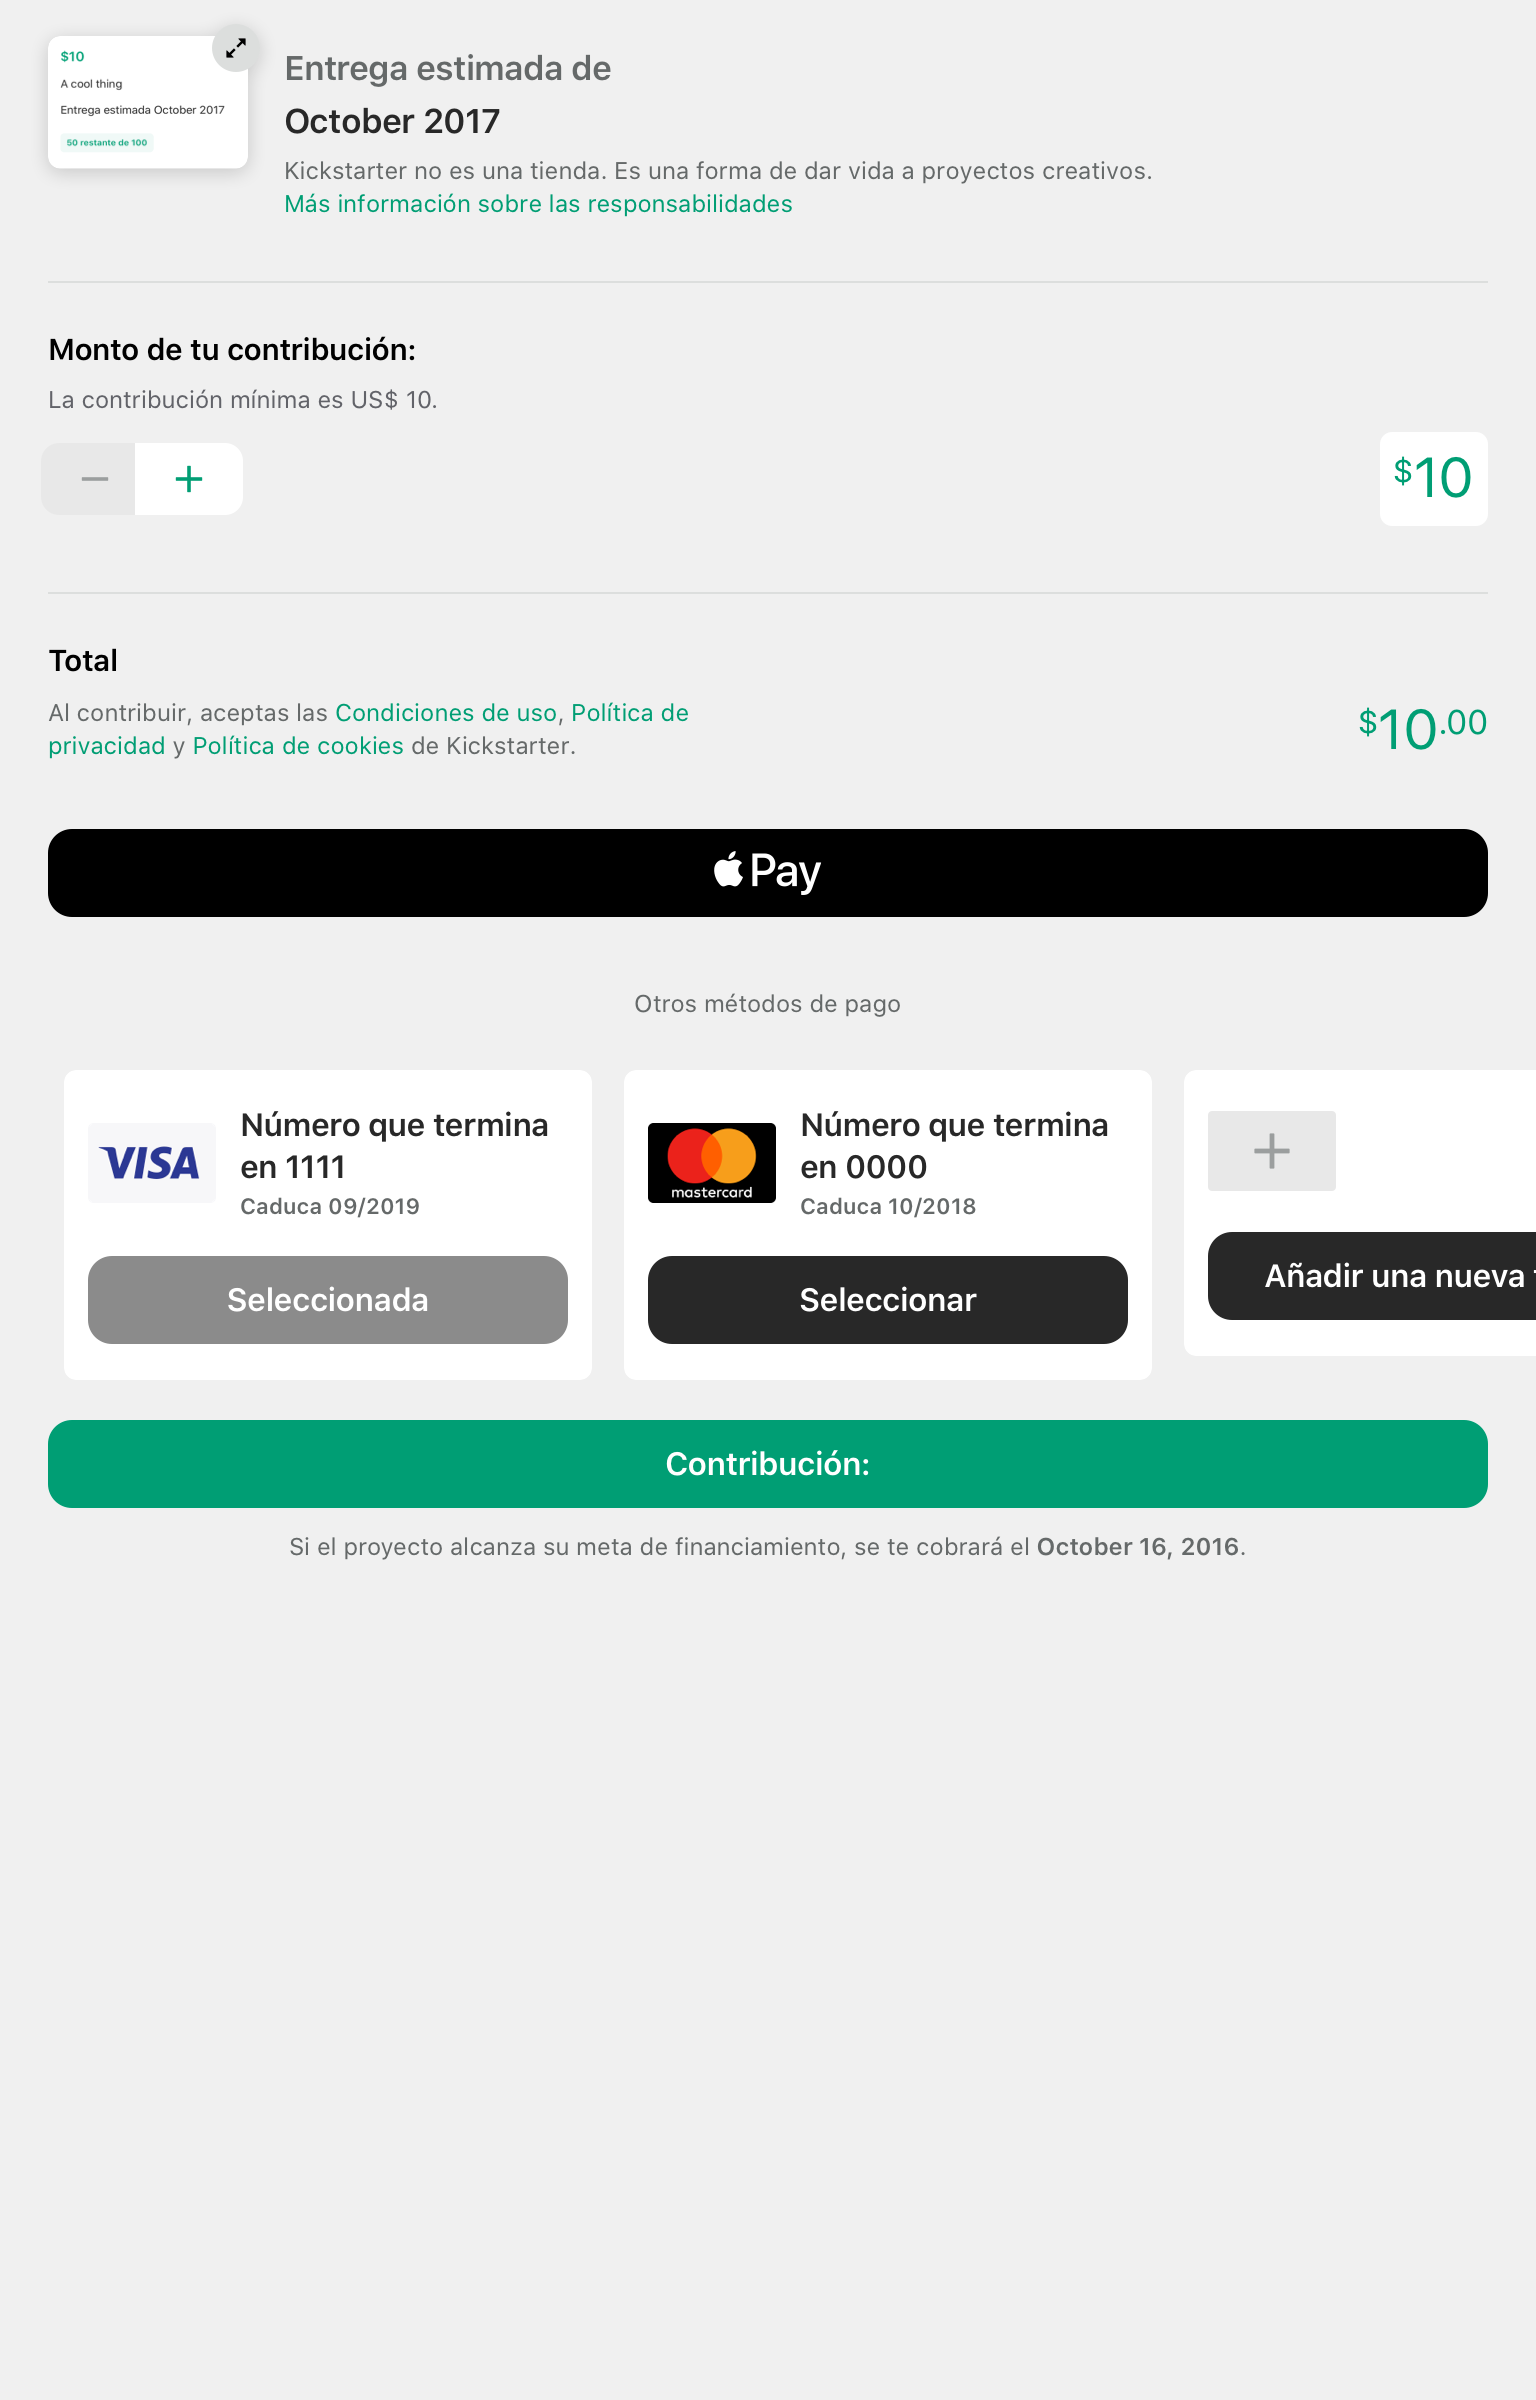 $10
A cool thing
Entrega estimada October 2017
50 restante de 100
Entrega estimada de
October 2017
Kickstarter no es una tienda. Es una forma de dar vida a proyectos creativos.
Más información sobre las responsabilidades
Monto de tu contribución:
La contribución mínima es US$ 10.
$10
Total
Al contribuir, aceptas las Condiciones de uso, Política de
privacidad y Política de cookies de Kickstarter.
$10.00
Pay
Otros métodos de pago
VISA
Número que termina
en 1111
Caduca 09/2019
Seleccionada
mastercard
Número que termina
en 0000
Caduca 10/2018
Seleccionar
Añadir una nueva
Contribución:
Si el proyecto alcanza su meta de financiamiento, se te cobrará el October 16, 2016.